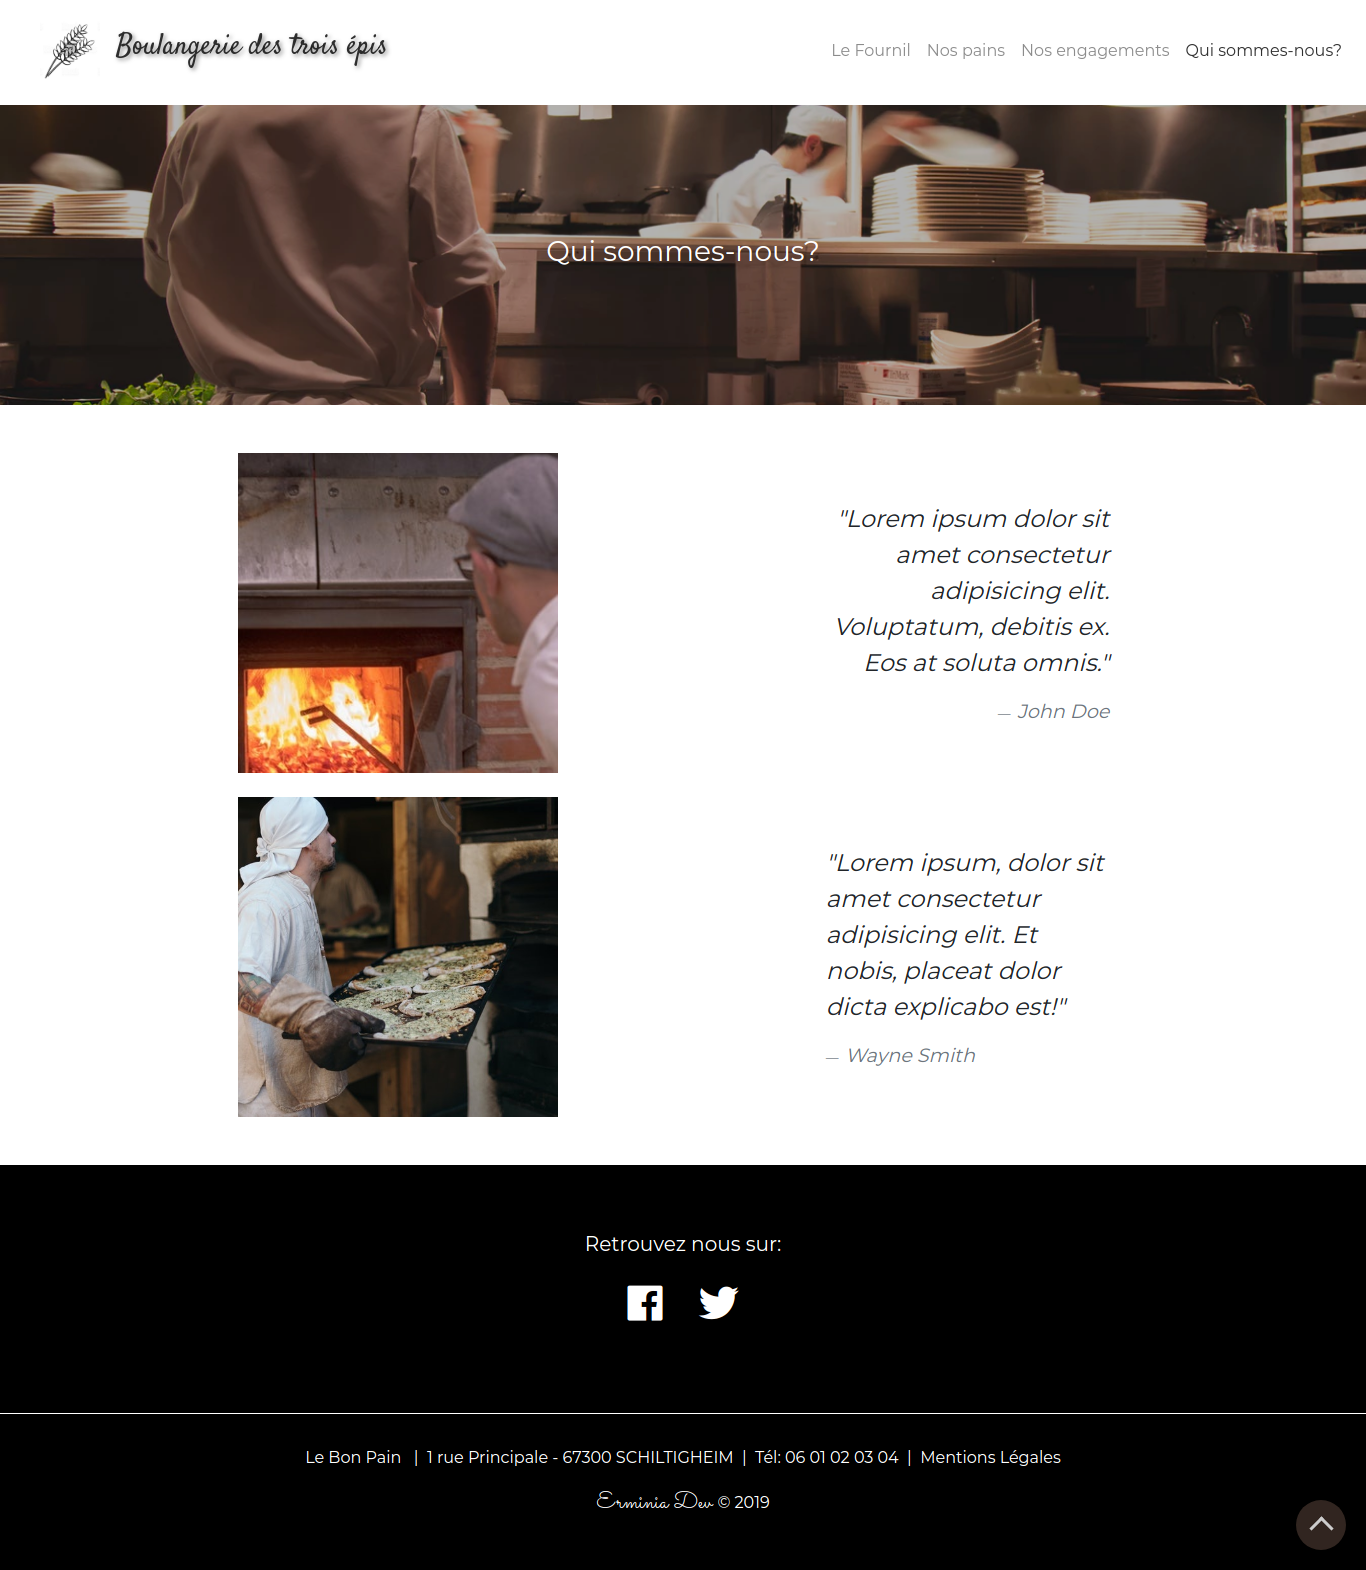 Boulangerie des trois épis
Le Fournil Nos pains Nos engagements Qui sommes-nous?
Qui sommes-nous?
"Lorem ipsum dolor sit
amet consectetur
adipisicing elit.
Voluptatum, debitis ex.
Eos at soluta omnis."
— John Doe
"Lorem ipsum, dolor sit
amet consectetur
adipisicing elit. Et
nobis, placeat dolor
dicta explicabo est!"
— Wayne Smith
Retrouvez nous sur:
Le Bon Pain | 1 rue Principale - 67300 SCHILTIGHEIM | Tél: 06 01 02 03 04 | Mentions Légales
Erminia Dev © 2019